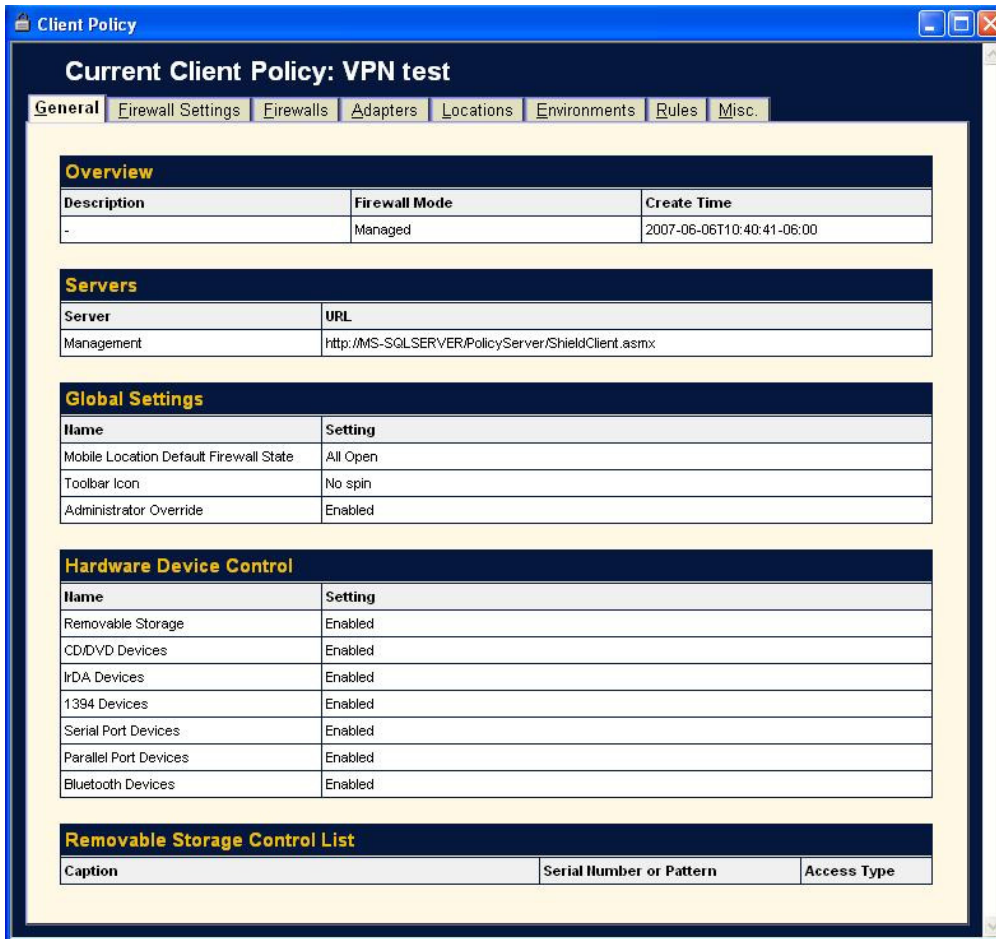 Client Policy
Current Client Policy: VPN test
General Firewall Settings Firewalls Adapters Locations Environments Rules Misc.
Overview
Description Firewall Mode Create Time
- Managed 2007-06-06T10:40:41-06:00
Servers
Server URL
Management http://MS-SQLSERVER/PolicyServer/ShieldClient.asmx
Global Settings
Name Setting
Mobile Location Default Firewall State All Open
Toolbar Icon No spin
Administrator Override Enabled
Hardware Device Control
Name Setting
Removable Storage Enabled
CD/DVD Devices Enabled
IrDA Devices Enabled
1394 Devices Enabled
Serial Port Devices Enabled
Parallel Port Devices Enabled
Bluetooth Devices Enabled
Removable Storage Control List
Caption Serial Number or Pattern Access Type